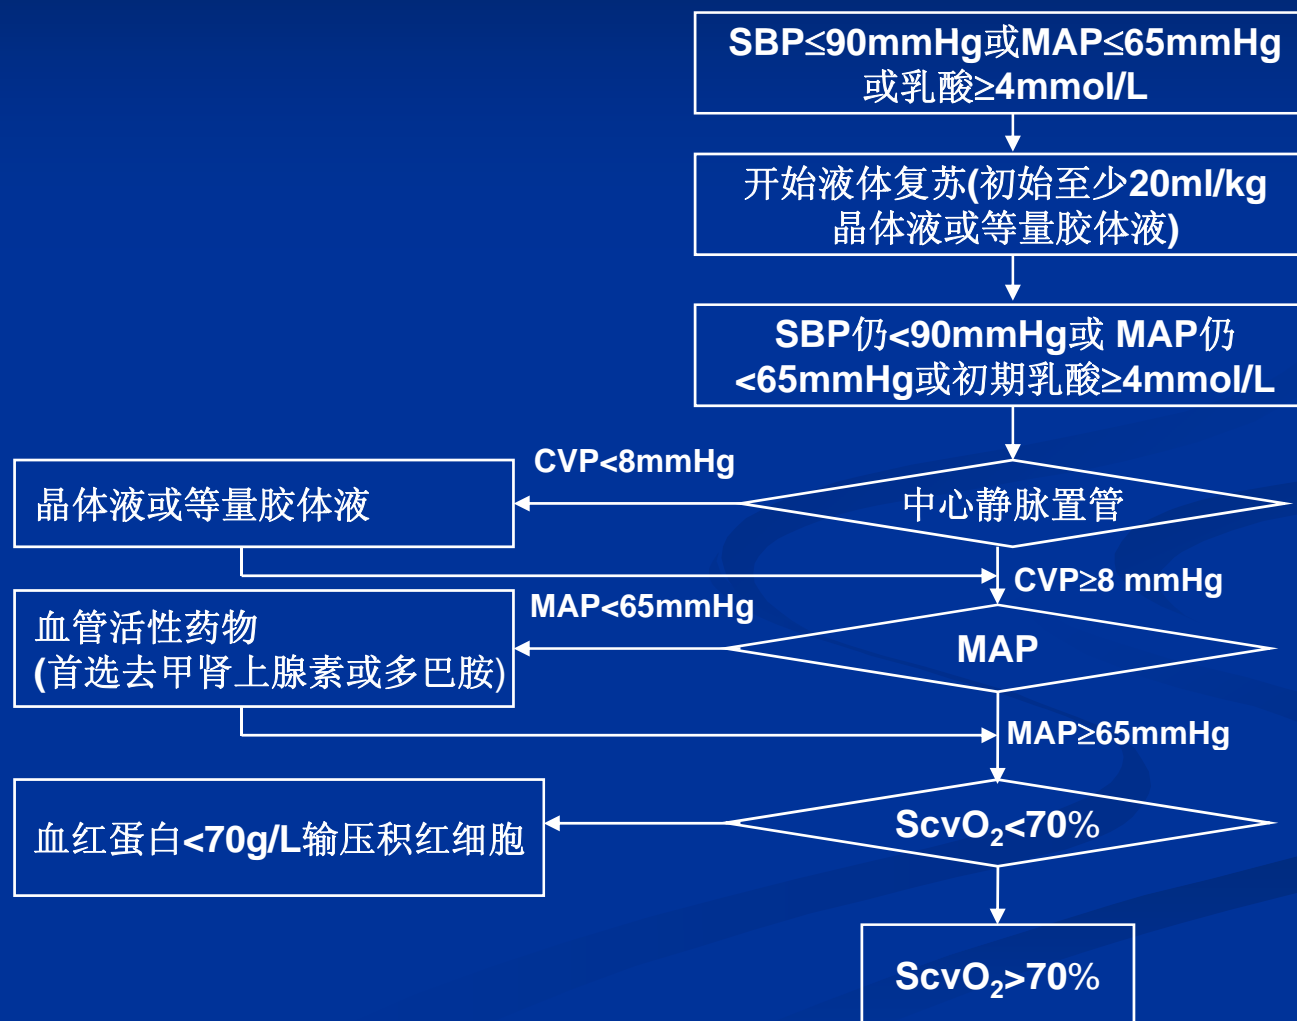 SBP≤90mmHg或MAP≤65mmHg
或乳酸≥4mmol/L
开始液体复苏(初始至少20ml/kg
晶体液或等量胶体液)
SBP仍<90mmHg或 MAP仍
<65mmHg或初期乳酸≥4mmol/L
CVP<8mmHg
晶体液或等量胶体液
中心静脉置管
CVP≥8 mmHg
MAP<65mmHg
血管活性药物
(首选去甲肾上腺素或多巴胺)
MAP
MAP≥65mmHg
血红蛋白<70g/L输压积红细胞
ScvO₂<70%
ScvO₂>70%